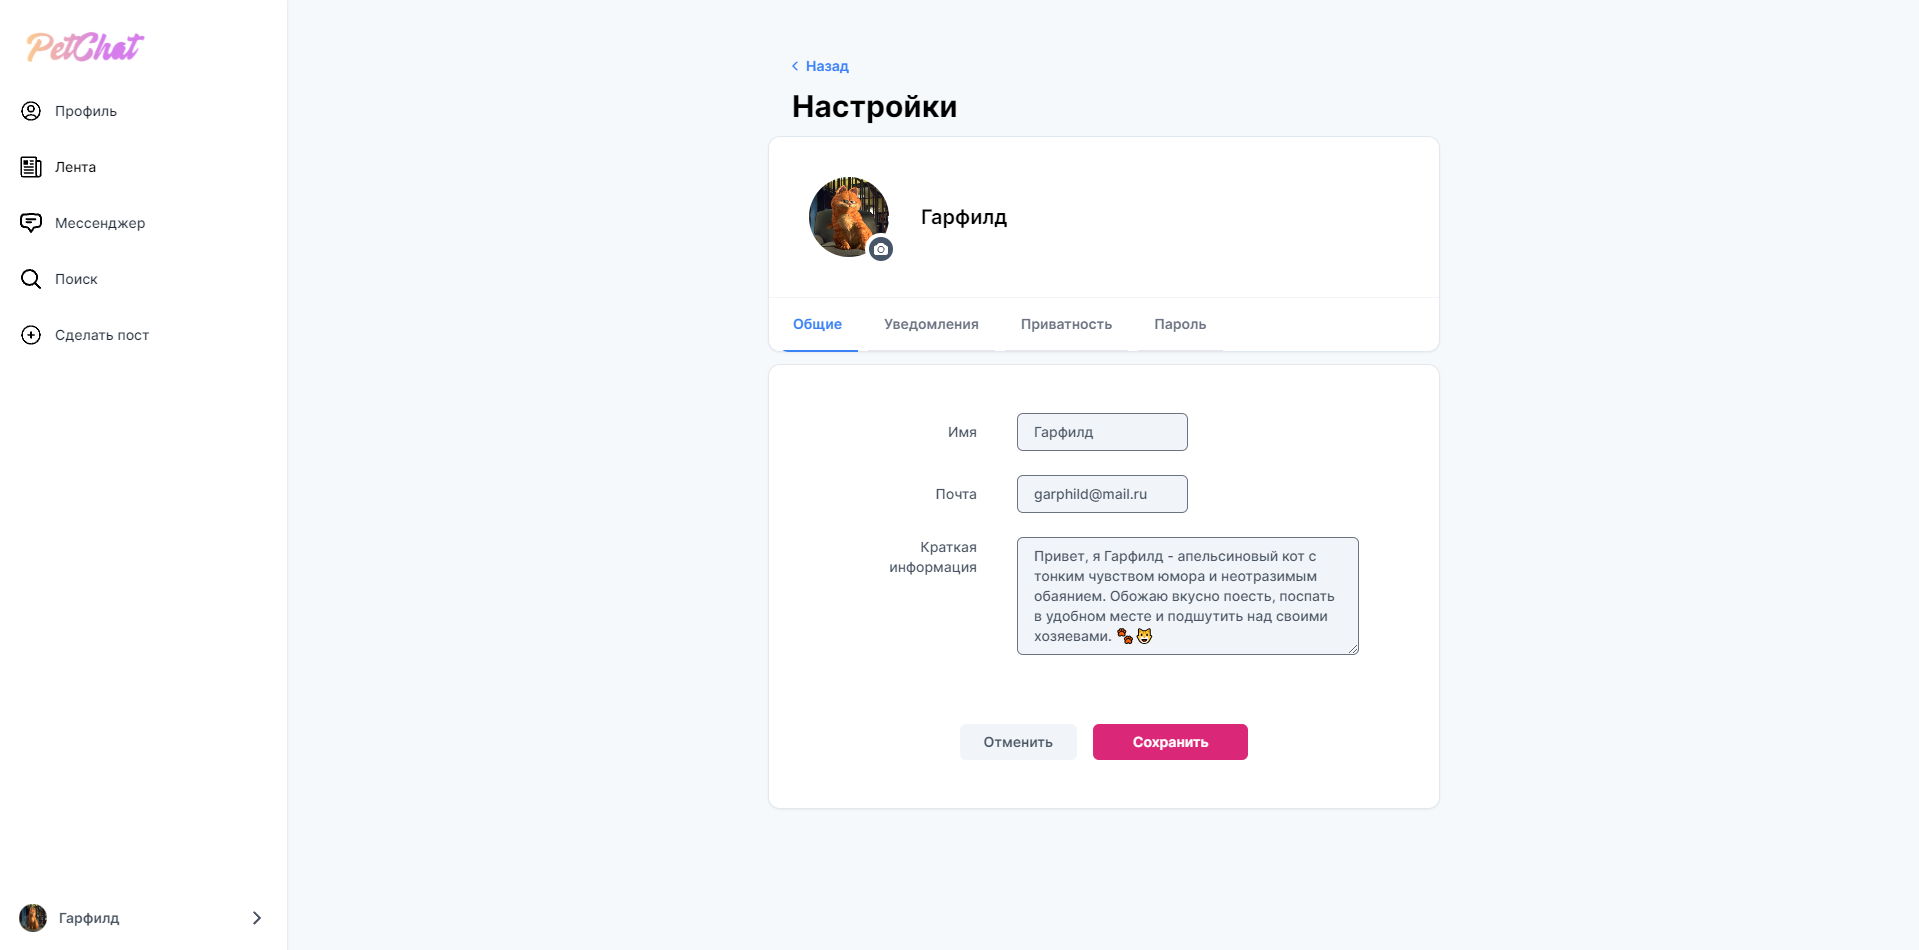 PetChat
Профиль
Лента
Мессенджер
Поиск
Сделать пост
Гарфилд
Назад
Настройки
Гарфилд
Общие
Уведомления
Приватность
Пароль
Имя
Гарфилд
Почта
garphild@mail.ru
Краткая
информация
Привет, я Гарфилд - апельсиновый кот с
тонким чувством юмора и неотразимым
обаянием. Обожаю вкусно поесть, поспать
в удобном месте и подшутить над своими
хозяевами. 🐾😺
Отменить
Сохранить